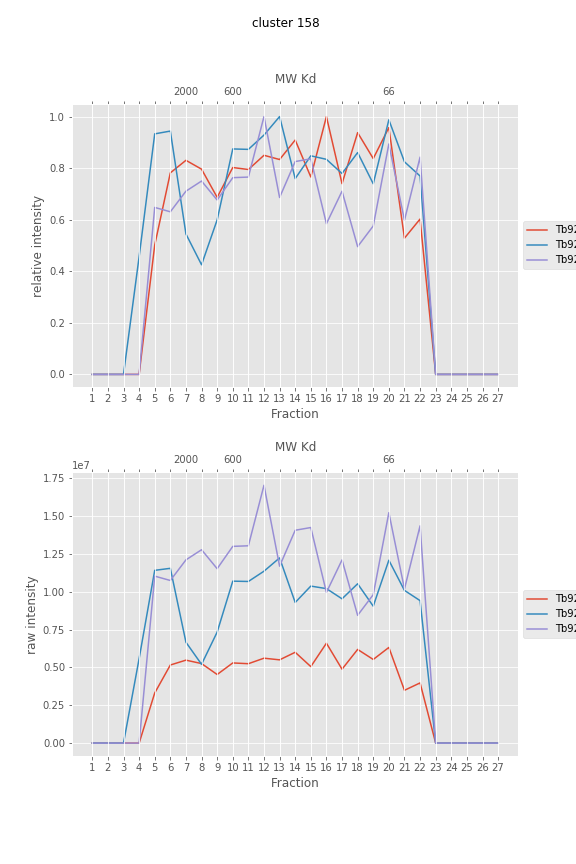 cluster 158
MW Kd
2000 600 66
1.0
0.8
0.6
0.4
0.2
0.0
relative intensity
Tb92
Tb92
Tb92
1 2 3 4 5 6 7 8 9 10 11 12 13 14 15 16 17 18 19 20 21 22 23 24 25 26 27
Fraction
MW Kd
2000 600 66
1e7
1.75
1.50
1.25
1.00
0.75
0.50
0.25
0.00
raw intensity
Tb92
Tb92
Tb92
1 2 3 4 5 6 7 8 9 10 11 12 13 14 15 16 17 18 19 20 21 22 23 24 25 26 27
Fraction